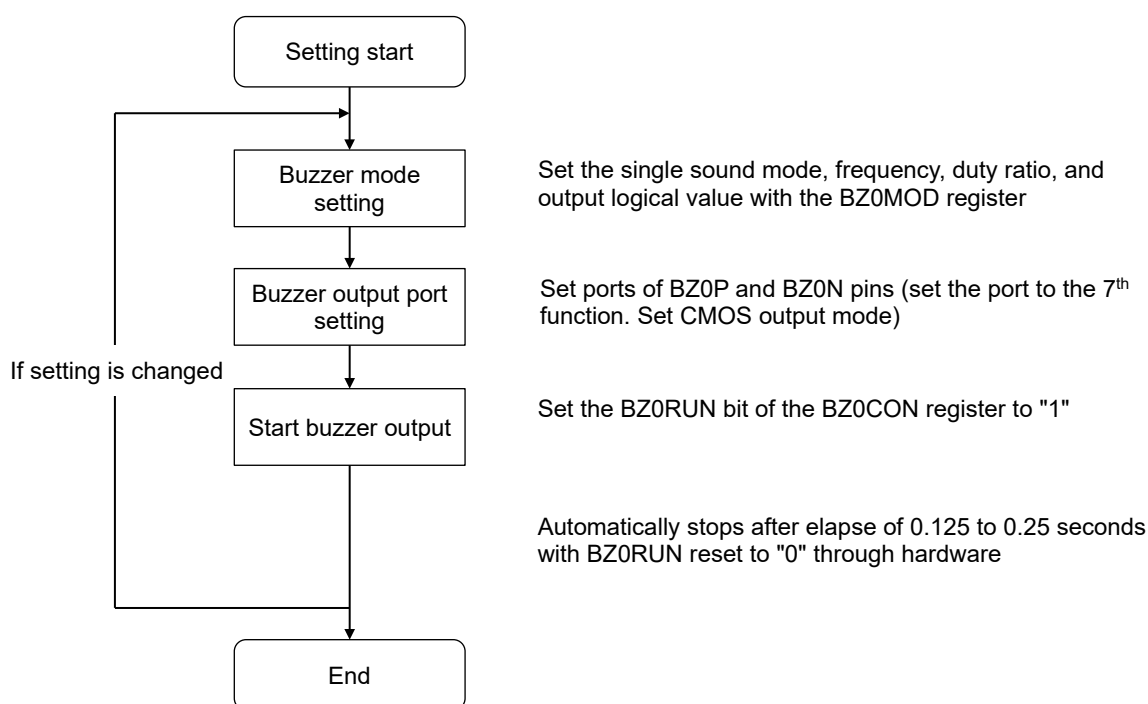 Setting start
Buzzer mode
setting
Set the single sound mode, frequency, duty ratio, and
output logical value with the BZ0MOD register
Buzzer output port
setting
Set ports of BZ0P and BZ0N pins (set the port to the 7th
function. Set CMOS output mode)
If setting is changed
Start buzzer output
Set the BZ0RUN bit of the BZ0CON register to "1"
Automatically stops after elapse of 0.125 to 0.25 seconds
with BZ0RUN reset to "0" through hardware
End